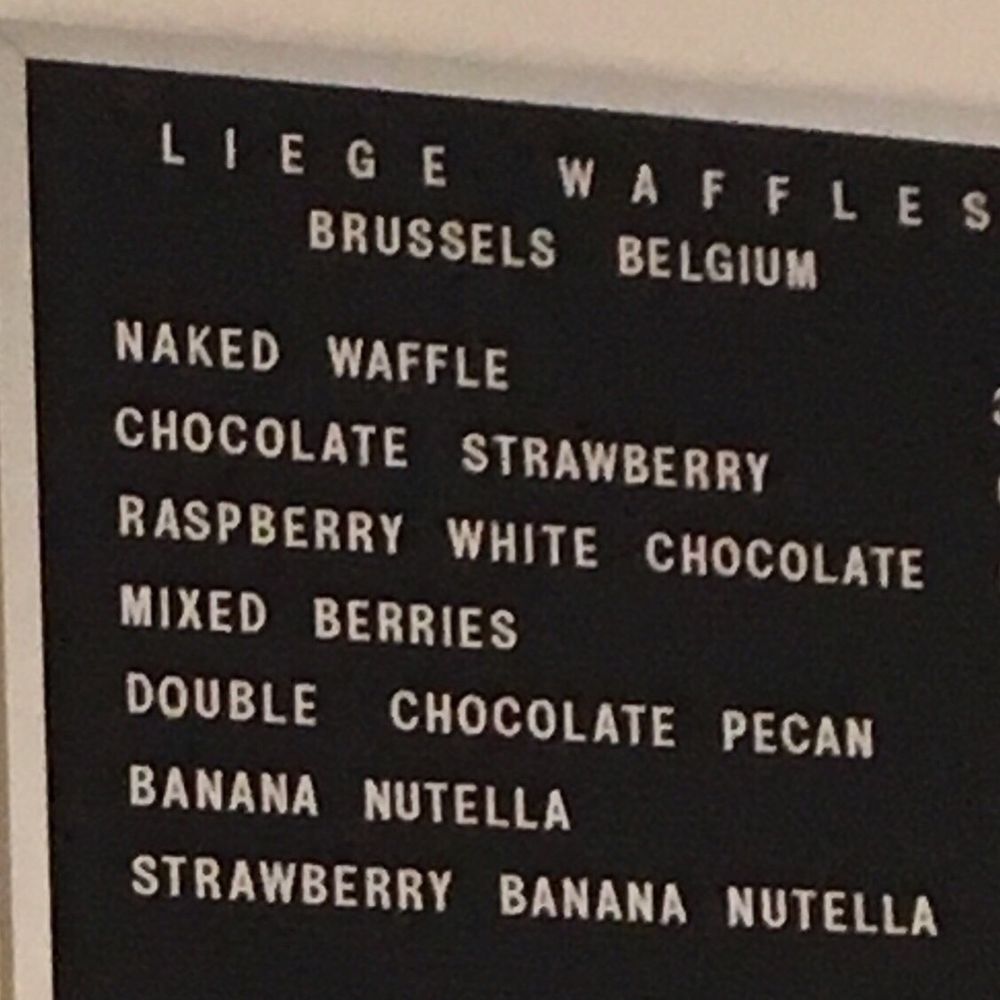 LIEGE WAFFLES
BRUSSELS BELGIUM
NAKED WAFFLE
CHOCOLATE STRAWBERRY
RASPBERRY WHITE CHOCOLATE
MIXED BERRIES
DOUBLE CHOCOLATE PECAN
BANANA NUTELLA
STRAWBERRY BANANA NUTELLA